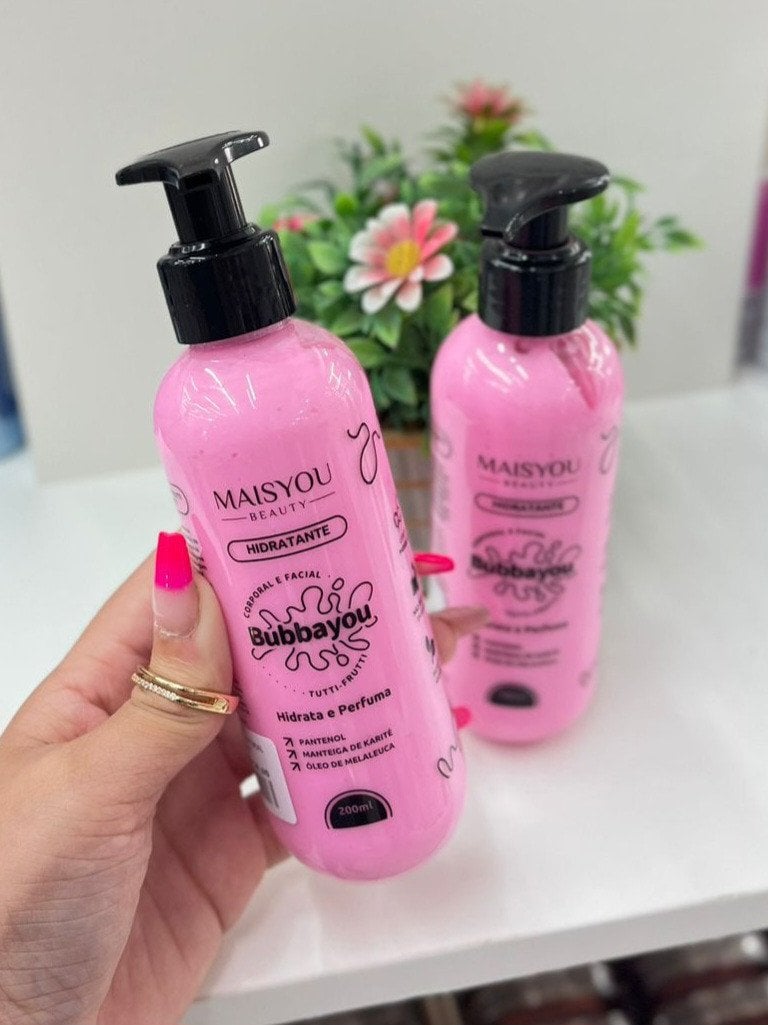 MAISYOU
BEAUTY
HIDRATANTE
CORPORAL E FACIAL
Bubbayou
TUTTI-FRUTTI
Hidrata e Perfuma
PANTENOL
MANTEIGA DE KARITÉ
ÓLEO DE MELALEUCA
200ml
MAISYOU
BEAUTY
HIDRATANTE
Bubbayou
e Perfuma